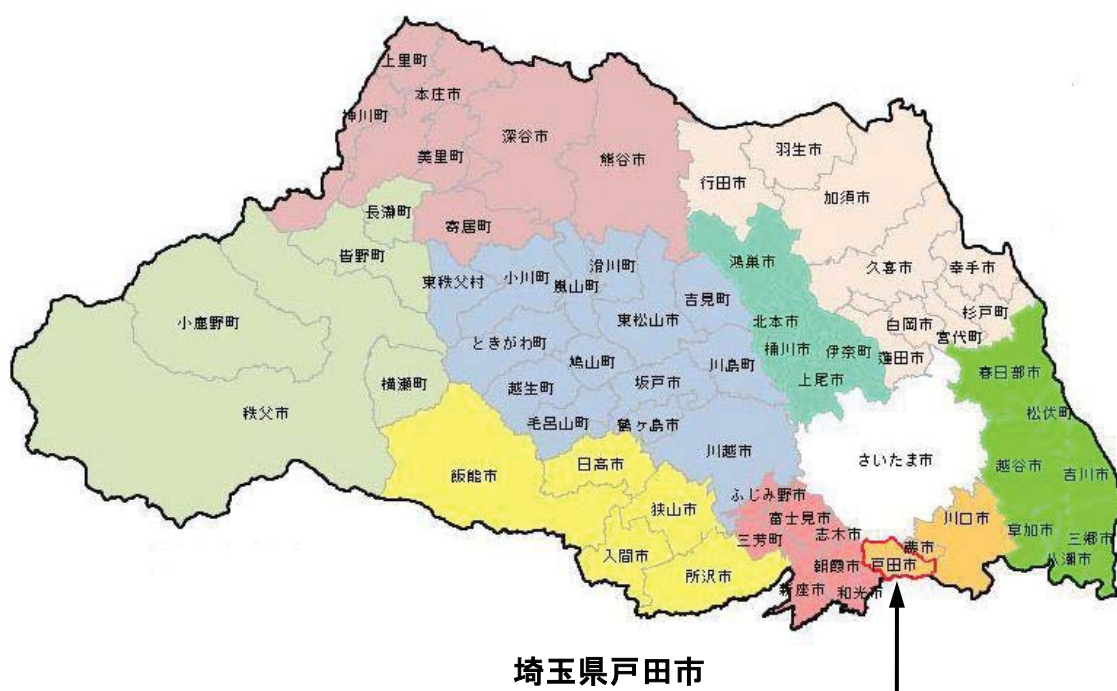 上里町
本庄市
神川町
美里町
深谷市
熊谷市
羽生市
行田市
加須市
長瀞町
寄居町
皆野町
東秩父村
小川町
滑川町
嵐山町
吉見町
鴻巣市
久喜市
幸手市
小鹿野町
ときがわ町
東松山市
北本市
白岡市
杉戸町
宮代町
鳩山町
川島町
桶川市
伊奈町
蓮田市
春日部市
横瀬町
越生町
坂戸市
上尾市
秩父市
毛呂山町
鶴ヶ島市
松伏町
川越市
さいたま市
越谷市
吉川市
飯能市
日高市
ふじみ野市
狭山市
富士見市
川口市
三芳町
志木市
草加市
三郷市
入間市
蕨市
八潮市
所沢市
朝霞市
戸田市
新座市
和光市
埼玉県戸田市